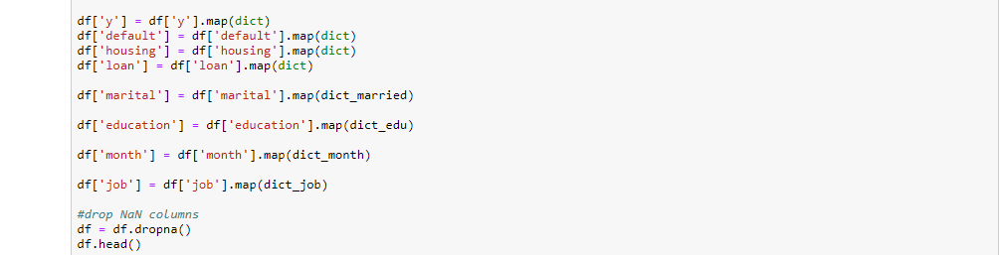 df['y'] = df['y'].map(dict)
df['default'] = df['default'].map(dict)
df['housing'] = df['housing'].map(dict)
df['loan'] = df['loan'].map(dict)
df['marital'] = df['marital'].map(dict_married)
df['education'] = df['education'].map(dict_edu)
df['month'] = df['month'].map(dict_month)
df['job'] = df['job'].map(dict_job)
#drop NaN columns
df = df.dropna()
df.head()